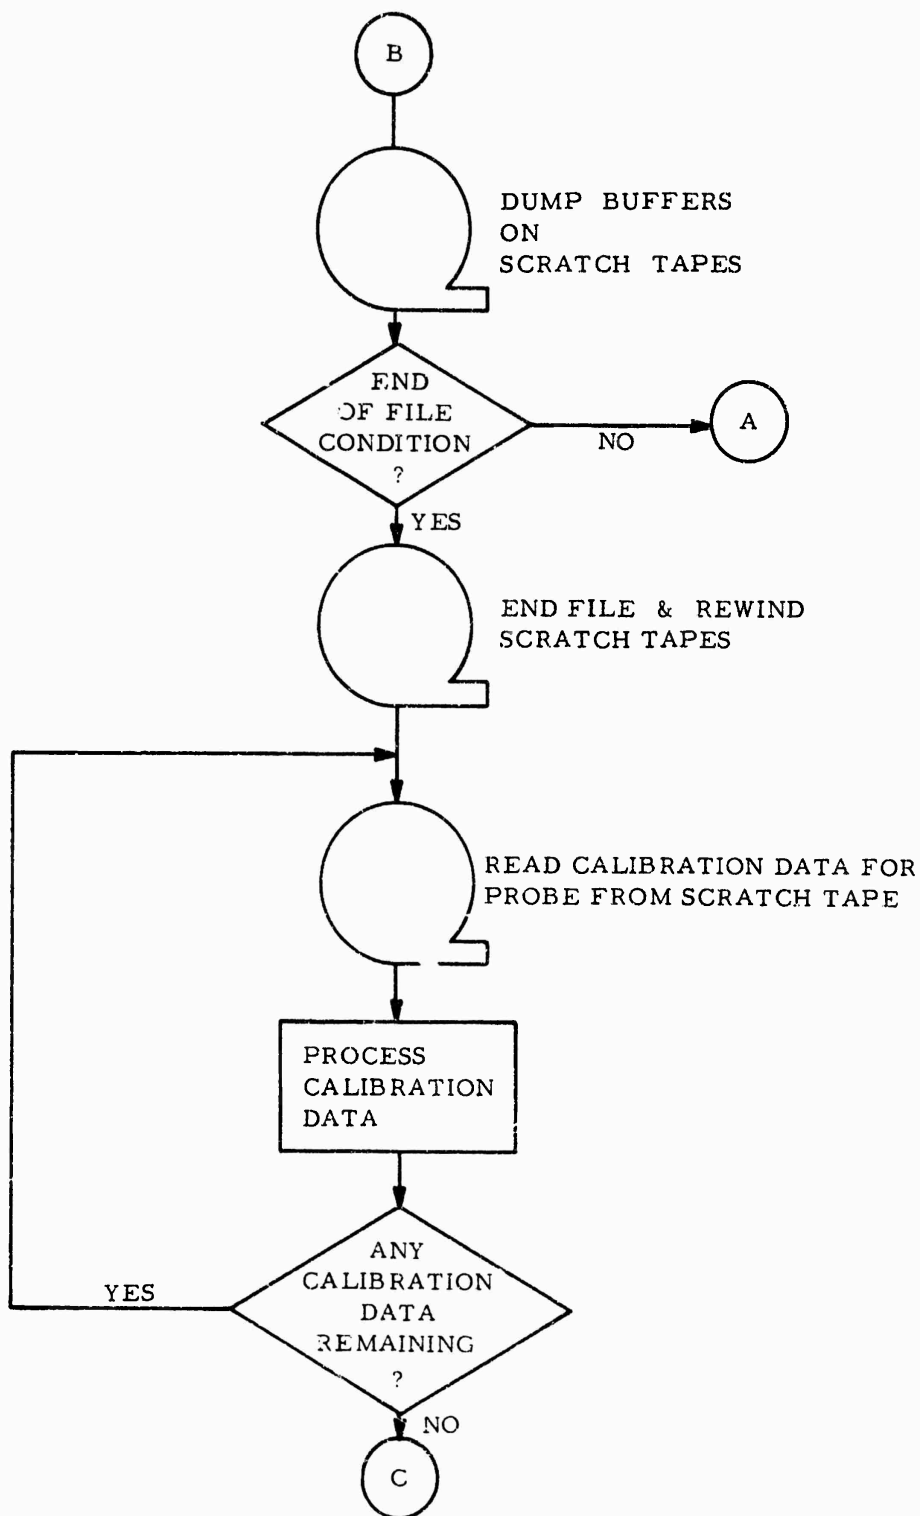 B
DUMP BUFFERS
ON
SCRATCH TAPES
END
OF FILE
CONDITION
?
NO
A
YES
END FILE & REWIND
SCRATCH TAPES
READ CALIBRATION DATA FOR
PROBE FROM SCRATCH TAPE
PROCESS
CALIBRATION
DATA
ANY
CALIBRATION
DATA
REMAINING
?
YES
NO
C